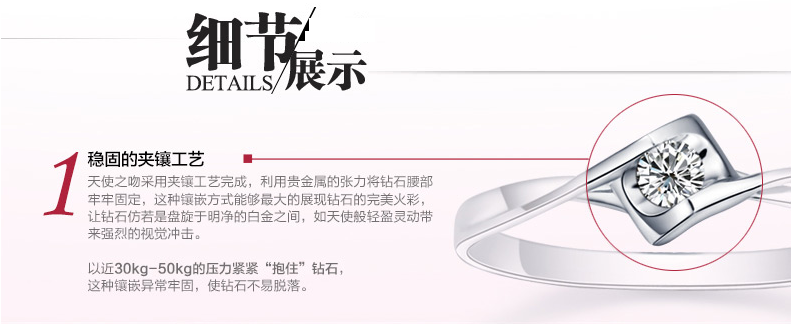 细节
DETAILS/展示
1
稳固的夹镶工艺
天使之吻采用夹镶工艺完成，利用贵金属的张力将钻石腰部
牢牢固定，这种镶嵌方式能够最大的展现钻石的完美火彩，
让钻石仿若是盘旋于明净的白金之间，如天使般轻盈灵动带
来强烈的视觉冲击。
以近30kg-50kg的压力紧紧“抱住”钻石，
这种镶嵌异常牢固，使钻石不易脱落。